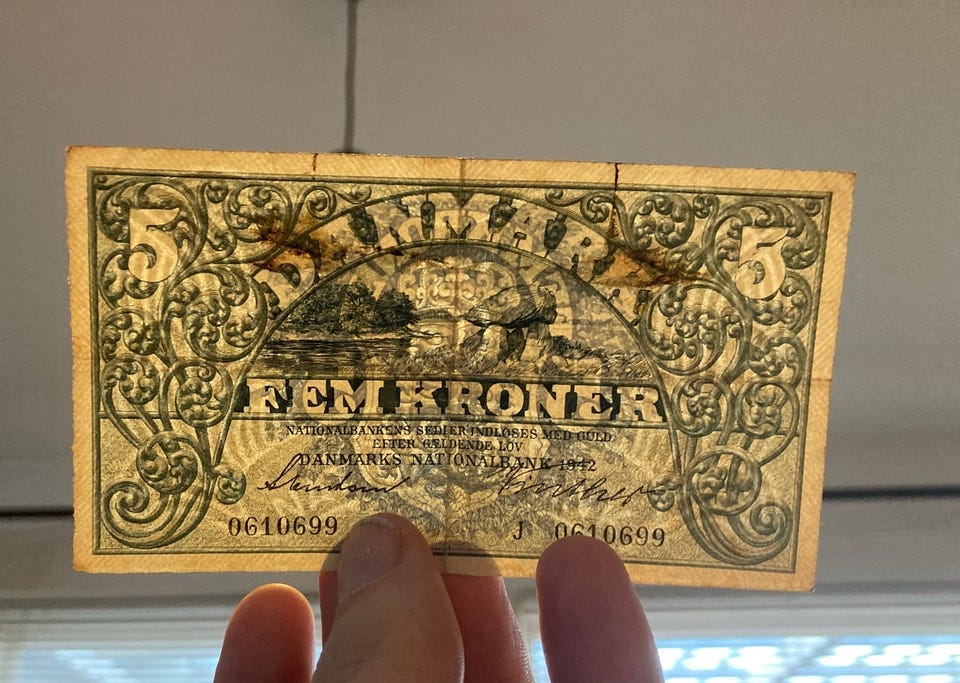 5 DANMARK 5
FEM KRONER
NATIONALBANKENS SEDLER INDLØSES MED GULD
EFTER GÆLDENDE LOV
DANMARKS NATIONALBANK 1942
0610699 J 0610699